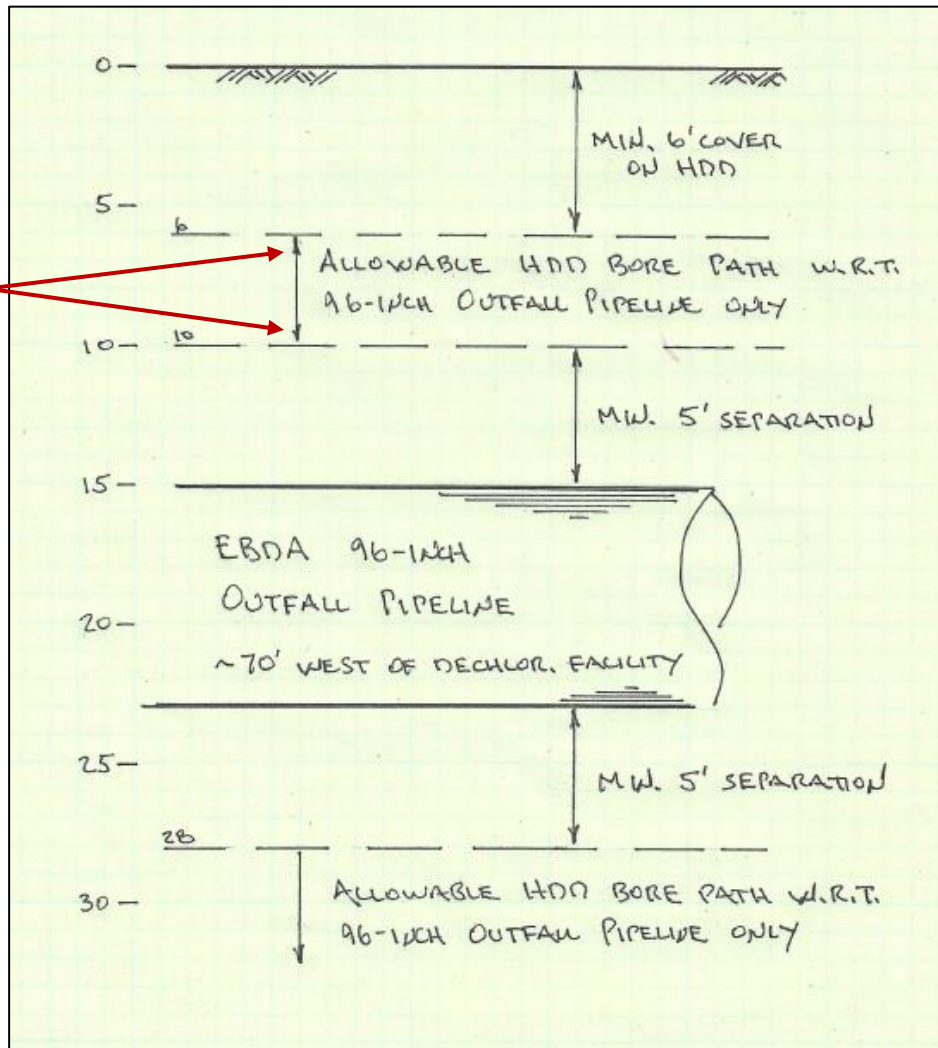 0
MIN. 6' COVER
ON HDD
5
6
ALLOWABLE HDD BORE PATH W.R.T.
96-INCH OUTFALL PIPELINE ONLY
10
10
MIN. 5' SEPARATION
15
EBDA 96-INCH
OUTFALL PIPELINE
20
~70' WEST OF DECHLOR. FACILITY
25
MIN. 5' SEPARATION
28
30
ALLOWABLE HDD BORE PATH W.R.T.
96-INCH OUTFALL PIPELINE ONLY